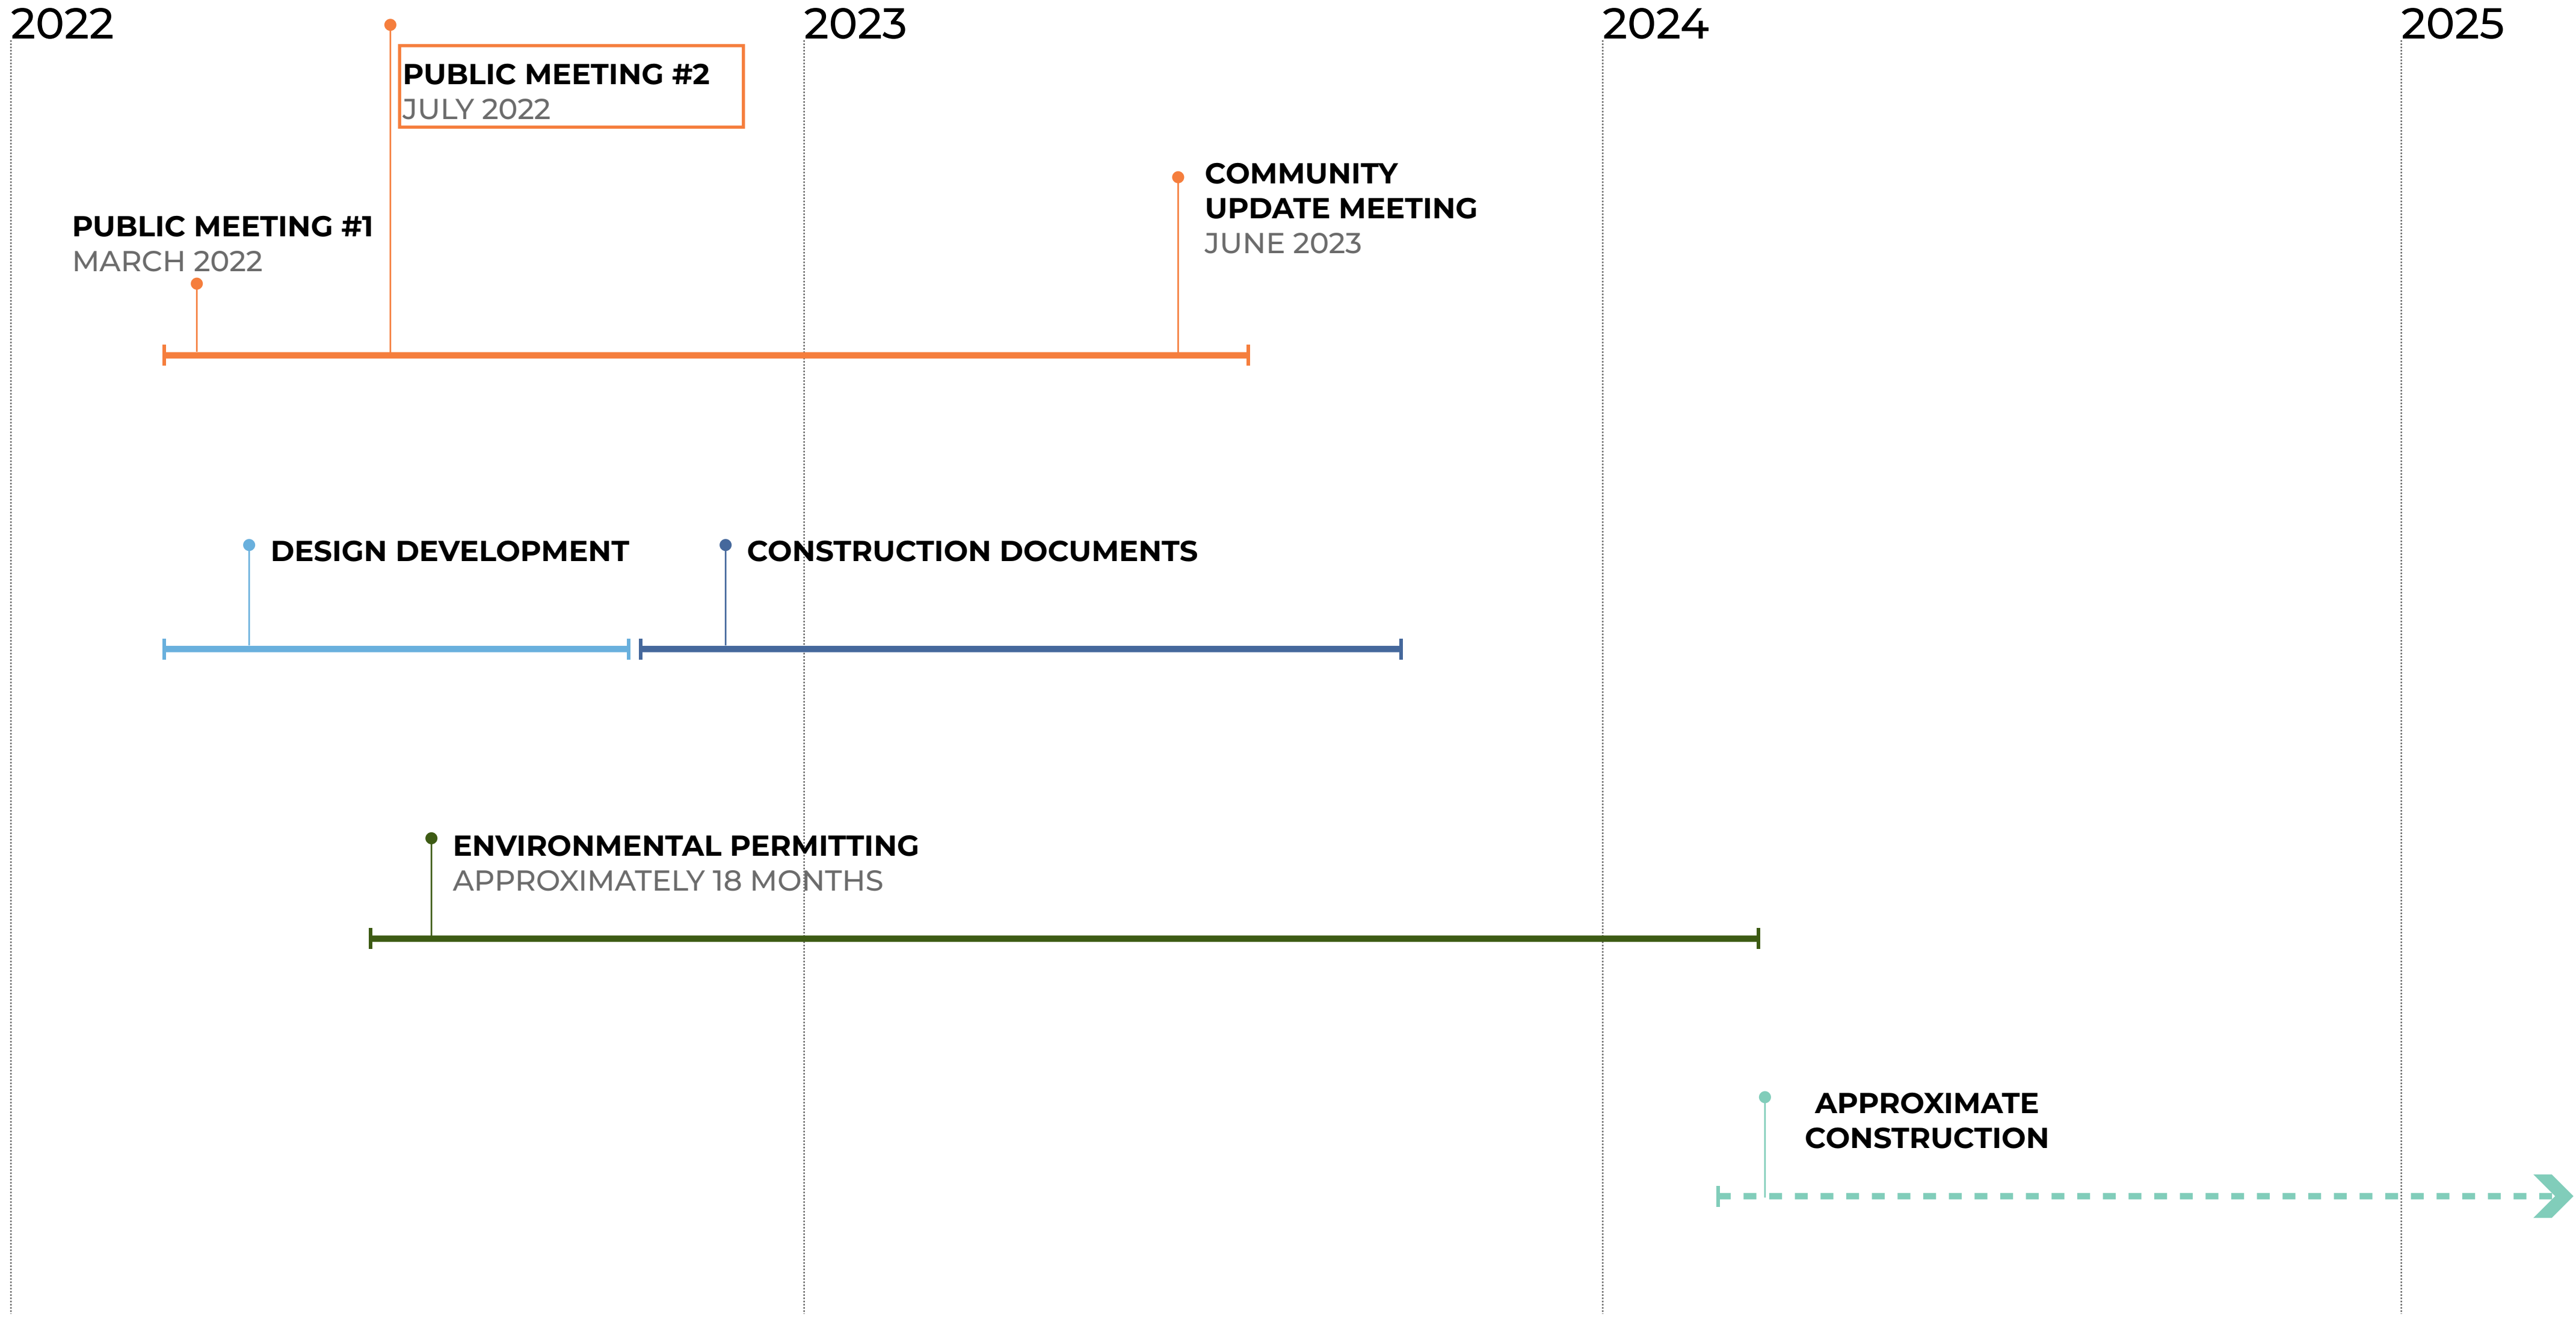 2022
2023
2024
2025
PUBLIC MEETING #2
JULY 2022
COMMUNITY
UPDATE MEETING
JUNE 2023
PUBLIC MEETING #1
MARCH 2022
DESIGN DEVELOPMENT
CONSTRUCTION DOCUMENTS
ENVIRONMENTAL PERMITTING
APPROXIMATELY 18 MONTHS
APPROXIMATE
CONSTRUCTION